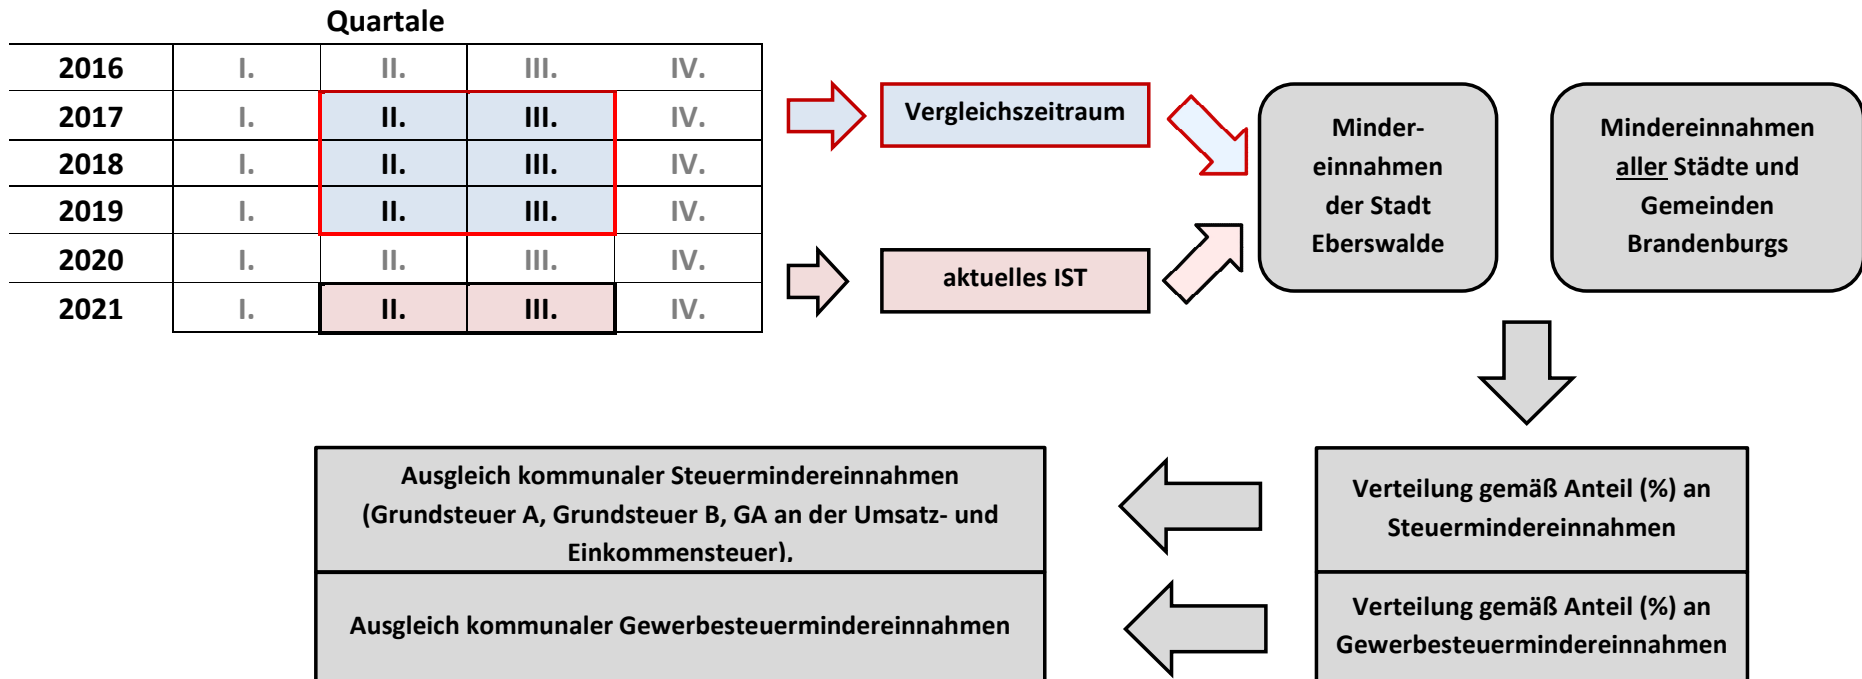 Quartale
2016 I. II. III. IV.
2017 I. II. III. IV.
2018 I. II. III. IV.
2019 I. II. III. IV.
2020 I. II. III. IV.
2021 I. II. III. IV.
Vergleichszeitraum
aktuelles IST
Minder-
einnahmen
der Stadt
Eberswalde
Mindereinnahmen
aller Städte und
Gemeinden
Brandenburgs
Ausgleich kommunaler Steuermindereinnahmen
(Grundsteuer A, Grundsteuer B, GA an der Umsatz- und
Einkommensteuer),
Verteilung gemäß Anteil (%) an
Steuermindereinnahmen
Ausgleich kommunaler Gewerbesteuermindereinnahmen
Verteilung gemäß Anteil (%) an
Gewerbesteuermindereinnahmen